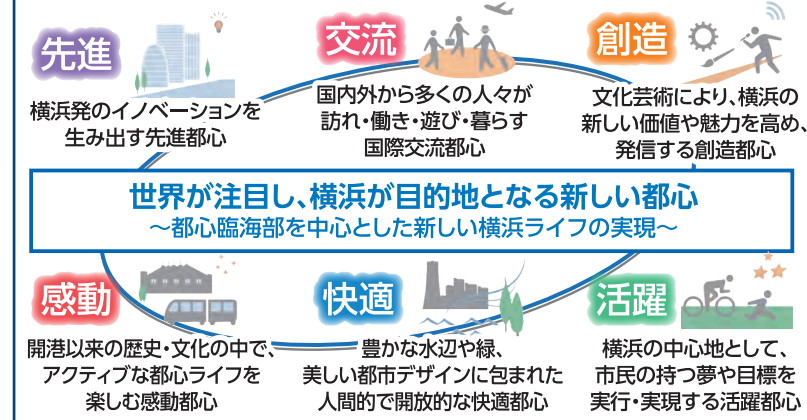 先進
横浜発のイノベーションを
生み出す先進都心
交流
国内外から多くの人々が
訪れ・働き・遊び・暮らす
国際交流都心
創造
文化芸術により、横浜の
新しい価値や魅力を高め、
発信する創造都心
世界が注目し、横浜が目的地となる新しい都心
～都心臨海部を中心とした新しい横浜ライフの実現～
感動
開港以来の歴史・文化の中で、
アクティブな都心ライフを
楽しむ感動都心
快適
豊かな水辺や緑、
美しい都市デザインに包まれた
人間的で開放的な快適都心
活躍
横浜の中心地として、
市民の持つ夢や目標を
実行・実現する活躍都心